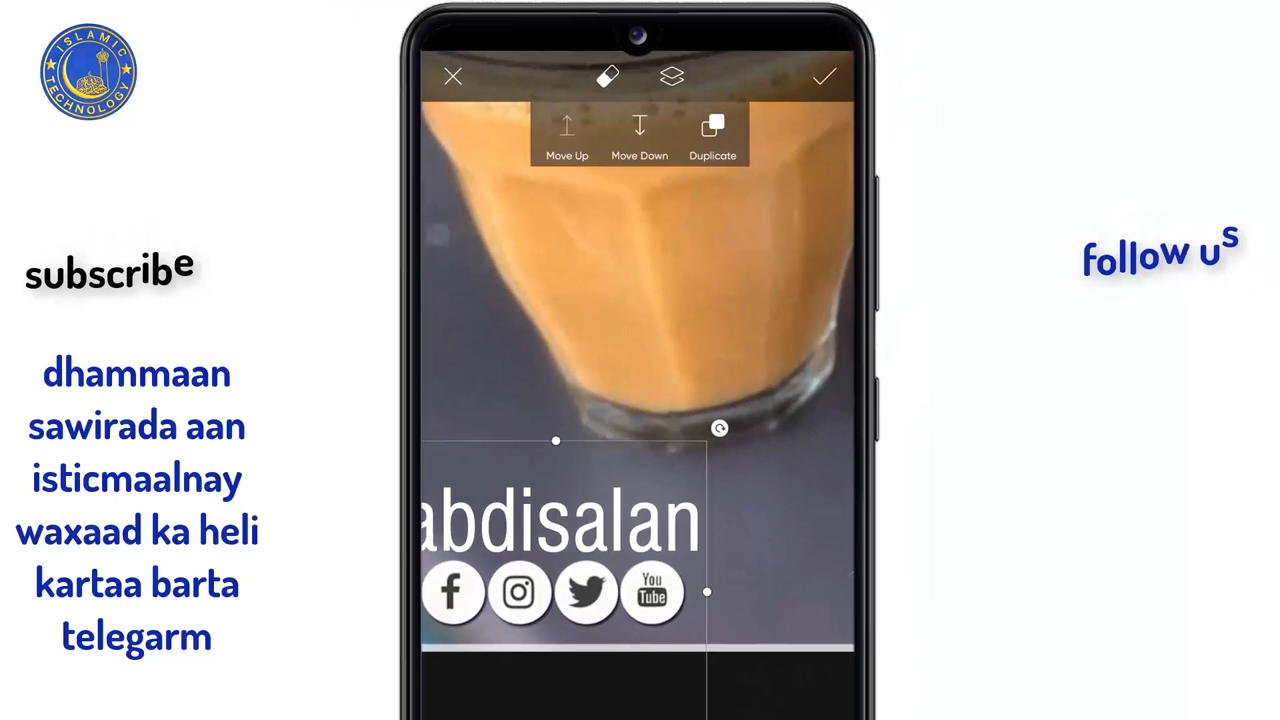 ISLAMIC
TECHNOLOGY
Move Up
Move Down
Duplicate
subscribe
follow us
dhammaan
sawirada aan
isticmaalnay
waxaad ka heli
kartaa barta
telegarm
abdisalan
You
Tube